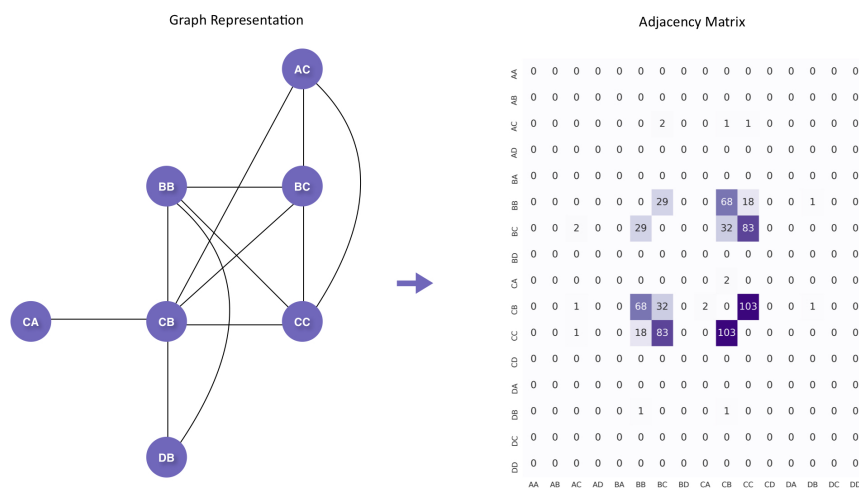 Graph Representation
Adjacency Matrix
AC
BB
BC
CA
CB
CC
DB
AA 0 0 0 0 0 0 0 0 0 0 0 0 0 0 0 0
AB 0 0 0 0 0 0 0 0 0 0 0 0 0 0 0 0
AC 0 0 0 0 0 0 2 0 0 1 1 0 0 0 0 0
AD 0 0 0 0 0 0 0 0 0 0 0 0 0 0 0 0
BA 0 0 0 0 0 0 0 0 0 0 0 0 0 0 0 0
BB 0 0 0 0 0 0 29 0 0 68 18 0 0 1 0 0
BC 0 0 2 0 0 29 0 0 0 32 83 0 0 0 0 0
BD 0 0 0 0 0 0 0 0 0 0 0 0 0 0 0 0
CA 0 0 0 0 0 0 0 0 0 2 0 0 0 0 0 0
CB 0 0 1 0 0 68 32 0 2 0 103 0 0 1 0 0
CC 0 0 1 0 0 18 83 0 0 103 0 0 0 0 0 0
CD 0 0 0 0 0 0 0 0 0 0 0 0 0 0 0 0
DA 0 0 0 0 0 0 0 0 0 0 0 0 0 0 0 0
DB 0 0 0 0 0 1 0 0 0 1 0 0 0 0 0 0
DC 0 0 0 0 0 0 0 0 0 0 0 0 0 0 0 0
DD 0 0 0 0 0 0 0 0 0 0 0 0 0 0 0 0
AA AB AC AD BA BB BC BD CA CB CC CD DA DB DC DD